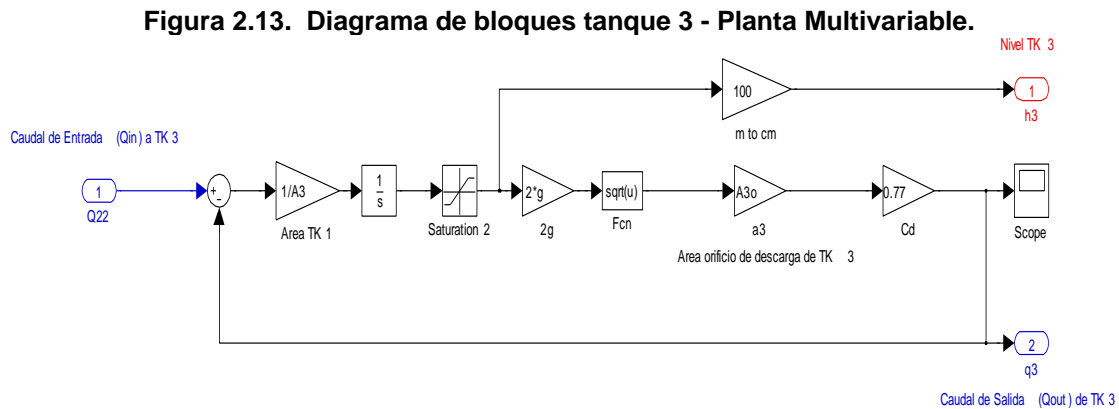 Figura 2.13. Diagrama de bloques tanque 3 - Planta Multivariable.
Nivel TK 3
1
h3
100
m to cm
Caudal de Entrada (Qin) a TK 3
1
Q22
+
-
1/A3
Area TK 1
1
s
Saturation 2
2*g
2g
sqrt(u)
Fcn
A3o
a3
Area orificio de descarga de TK 3
0.77
Cd
Scope
2
q3
Caudal de Salida (Qout) de TK 3